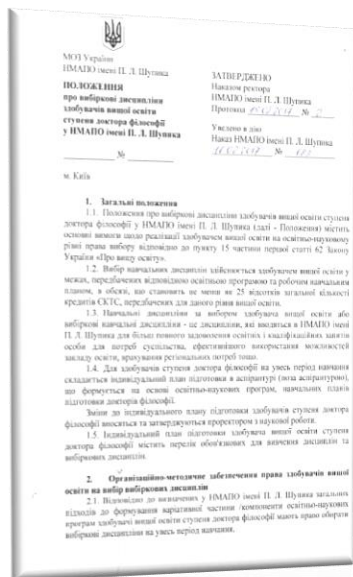 МОЗ України
НМАПО імені П. Л. Шупика
ПОЛОЖЕННЯ
про вибіркові дисципліни
здобувачів вищої освіти
ступеня доктора філософії
у НМАПО імені П. Л. Шупика
№
ЗАТВЕРДЖЕНО
Наказом ректора
НМАПО імені П. Л. Шупика
Протокол №
Уведено в дію
Наказ НМАПО імені П. Л. Шупика
№
м. Київ
1. Загальні положення
1.1. Положення про вибіркові дисципліни здобувачів вищої освіти ступеня
доктора філософії у НМАПО імені П. Л. Шупика (далі - Положення) містить
основні вимоги щодо реалізації здобувачем вищої освіти на освітньо-науковому
рівні права вибору відповідно до пункту 15 частини першої статті 62 Закону
України «Про вищу освіту».
1.2. Вибір навчальних дисциплін здійснюється здобувачем вищої освіти у
межах, передбачених відповідною освітньою програмою та робочим навчальним
планом, в обсязі, що становить не менш як 25 відсотків загальної кількості
кредитів ЄКТС, передбачених для даного рівня вищої освіти.
1.3. Навчальні дисципліни за вибором здобувача вищої освіти або
вибіркові навчальні дисципліни - це дисципліни, які вводяться в НМАПО імені
П. Л. Шупика для більш повного задоволення освітніх і кваліфікаційних запитів
особи для потреб суспільства, ефективнішого використання можливостей
закладу освіти, врахування регіональних потреб тощо.
1.4. Для здобувачів ступеня доктора філософії на увесь період навчання
складається індивідуальний план підготовки в аспірантурі (поза аспірантурою),
що формується на основі освітньо-наукових програм, навчальних планів
підготовки докторів філософії.
Зміни до індивідуального плану підготовки здобувача ступеня доктора
філософії вносяться та затверджуються проректором з наукової роботи.
1.5. Індивідуальний план підготовки здобувача вищої освіти ступеня
доктора філософії містить перелік обов'язкових для вивчення дисциплін та
вибіркових дисциплін.
2. Організаційно-методичне забезпечення права здобувачів вищої
освіти на вибір вибіркових дисциплін
2.1. Відповідно до визначених у НМАПО імені П. Л. Шупика загальних
підходів до формування варіативної частини компоненти освітньо-наукових
програм здобувачі вищої освіти ступеня доктора філософії мають право обирати
вибіркові дисципліни на увесь період навчання.